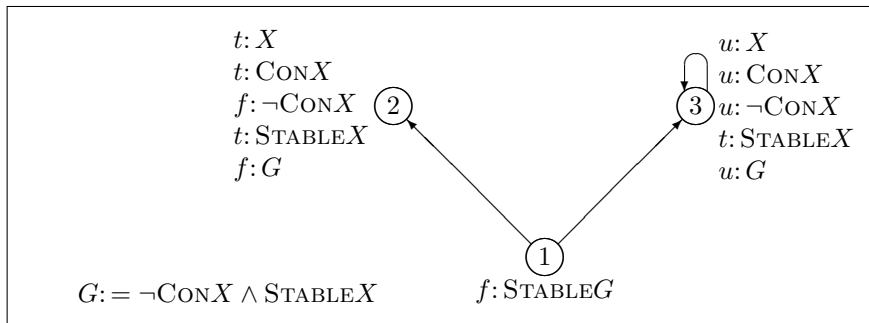 t: X
t: CONX
f: ¬CONX
t: STABLEX
f: G
2
u: X
u: CONX
u: ¬CONX
t: STABLEX
u: G
3
1
f: STABLEG
G: = ¬CONX ∧ STABLEX